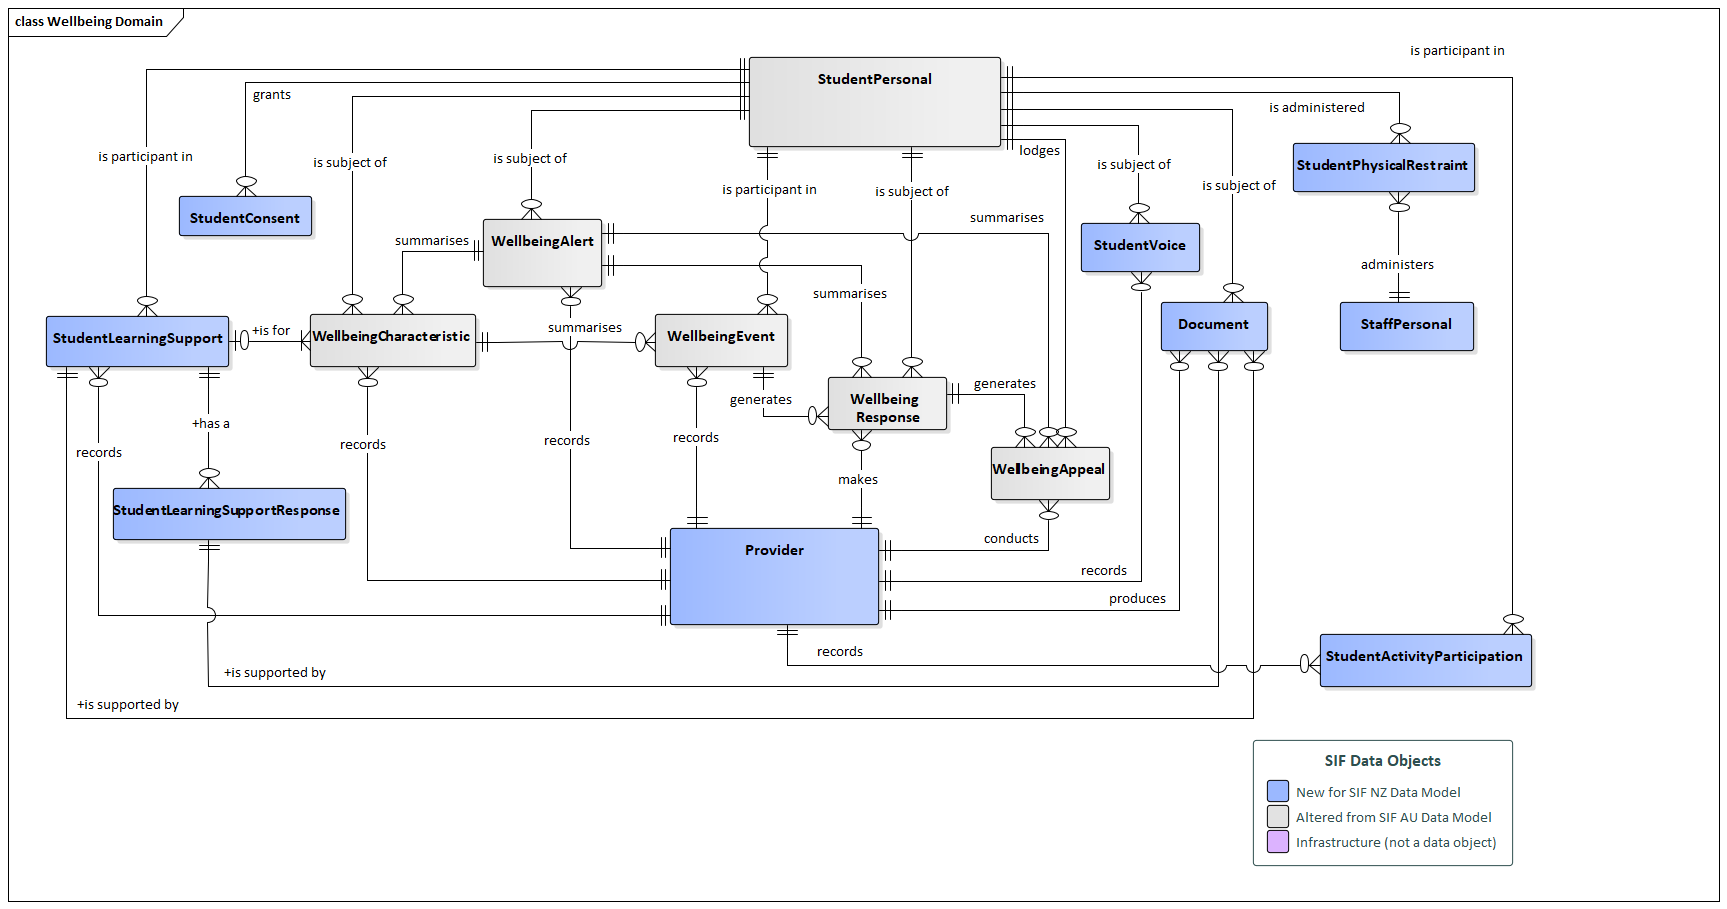 class Wellbeing Domain
is participant in
StudentPersonal
grants
is administered
lodges
is participant in
is subject of
is subject of
is subject of
StudentPhysicalRestraint
is participant in
is subject of
is subject of
StudentConsent
summarises
summarises
WellbeingAlert
StudentVoice
administers
summarises
StudentLearningSupport
+is for
WellbeingCharacteristic
summarises
WellbeingEvent
Document
StaffPersonal
generates
generates
Wellbeing
Response
+has a
records
records
records
records
makes
WellbeingAppeal
StudentLearningSupportResponse
conducts
Provider
records
produces
records
StudentActivityParticipation
+is supported by
+is supported by
SIF Data Objects
New for SIF NZ Data Model
Altered from SIF AU Data Model
Infrastructure (not a data object)